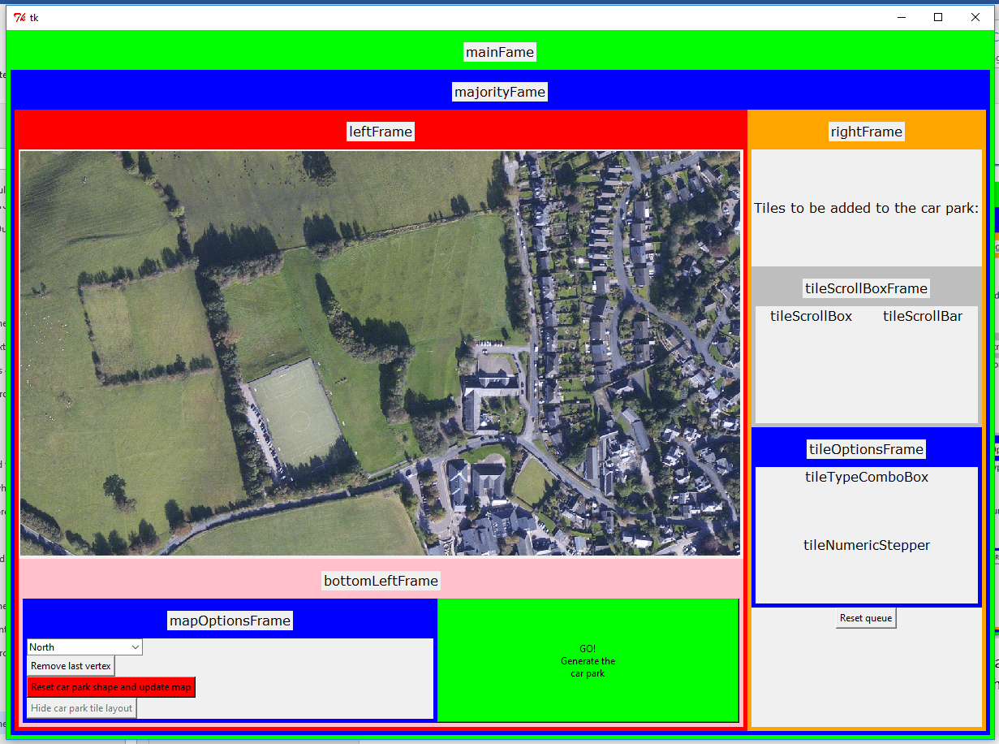 tk
mainFame
majorityFame
leftFrame
rightFrame
Tiles to be added to the car park:
tileScrollBoxFrame
tileScrollBox tileScrollBar
tileOptionsFrame
tileTypeComboBox
tileNumericStepper
Reset queue
bottomLeftFrame
mapOptionsFrame
North
Remove last vertex
Reset car park shape and update map
Hide car park tile layout
GO!
Generate the
car park